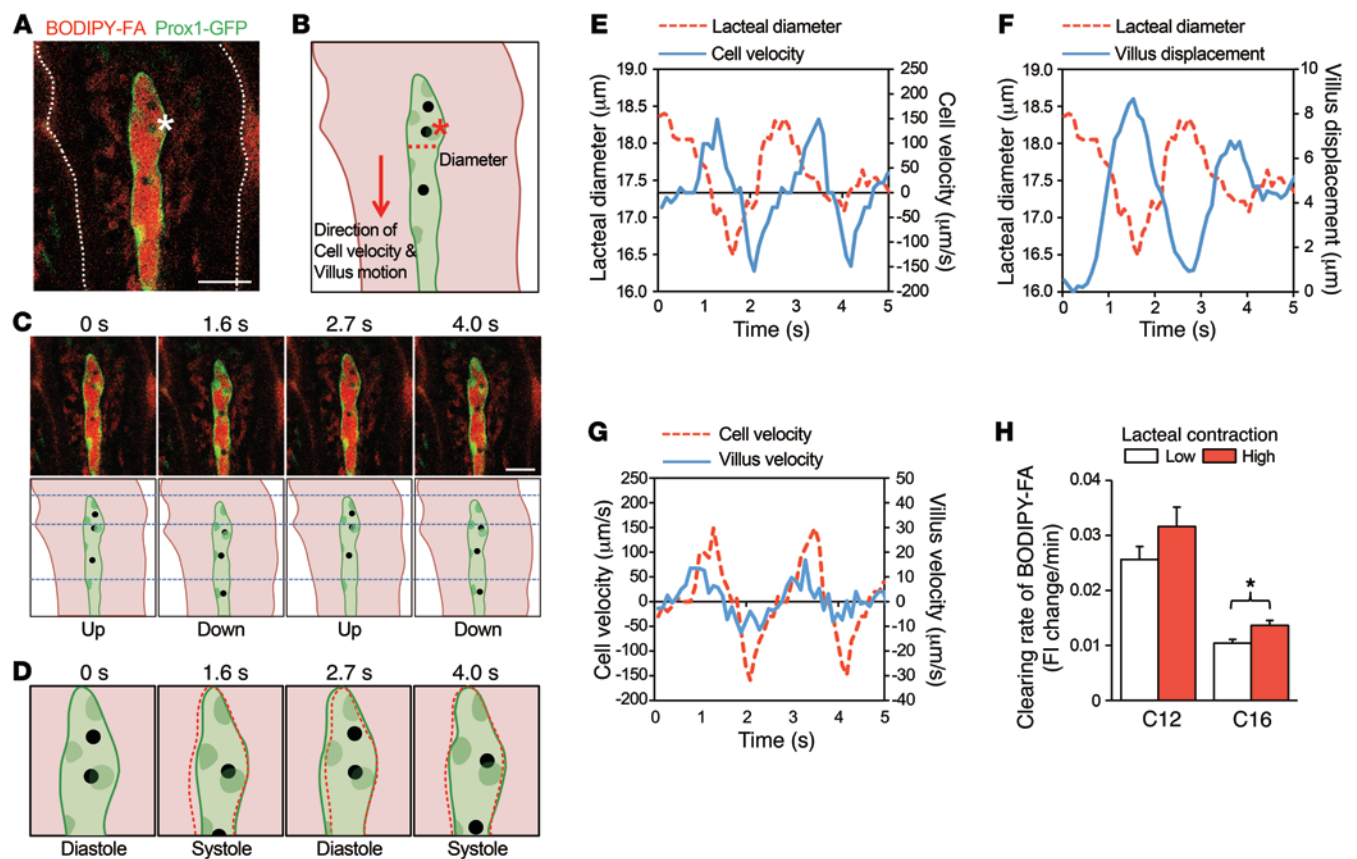 A
BODIPY-FA Prox1-GFP
*
B
*
Diameter
Direction of
Cell velocity &
Villus motion
C
0 s 1.6 s 2.7 s 4.0 s
Up Down Up Down
D
0 s 1.6 s 2.7 s 4.0 s
Diastole Systole Diastole Systole
E
Lacteal diameter
Cell velocity
Lacteal diameter (μm)
19.0
18.5
18.0
17.5
17.0
16.5
16.0
Cell velocity (μm/s)
250
200
150
100
50
0
-50
-100
-150
-200
0 1 2 3 4 5
Time (s)
F
Lacteal diameter
Villus displacement
Lacteal diameter (μm)
19.0
18.5
18.0
17.5
17.0
16.5
16.0
Villus displacement
(μm)
10
8
6
4
2
0
0 1 2 3 4 5
Time (s)
G
Cell velocity
Villus velocity
Cell velocity (μm/s)
250
200
150
100
50
0
-50
-100
-150
-200
Villus velocity (μm/s)
50
40
30
20
10
0
-10
-20
-30
-40
0 1 2 3 4 5
Time (s)
H
Lacteal contraction
Low High
Clearing rate of BODIPY-FA
(FI change/min)
0.04
0.03
0.02
0.01
0
*
C12 C16